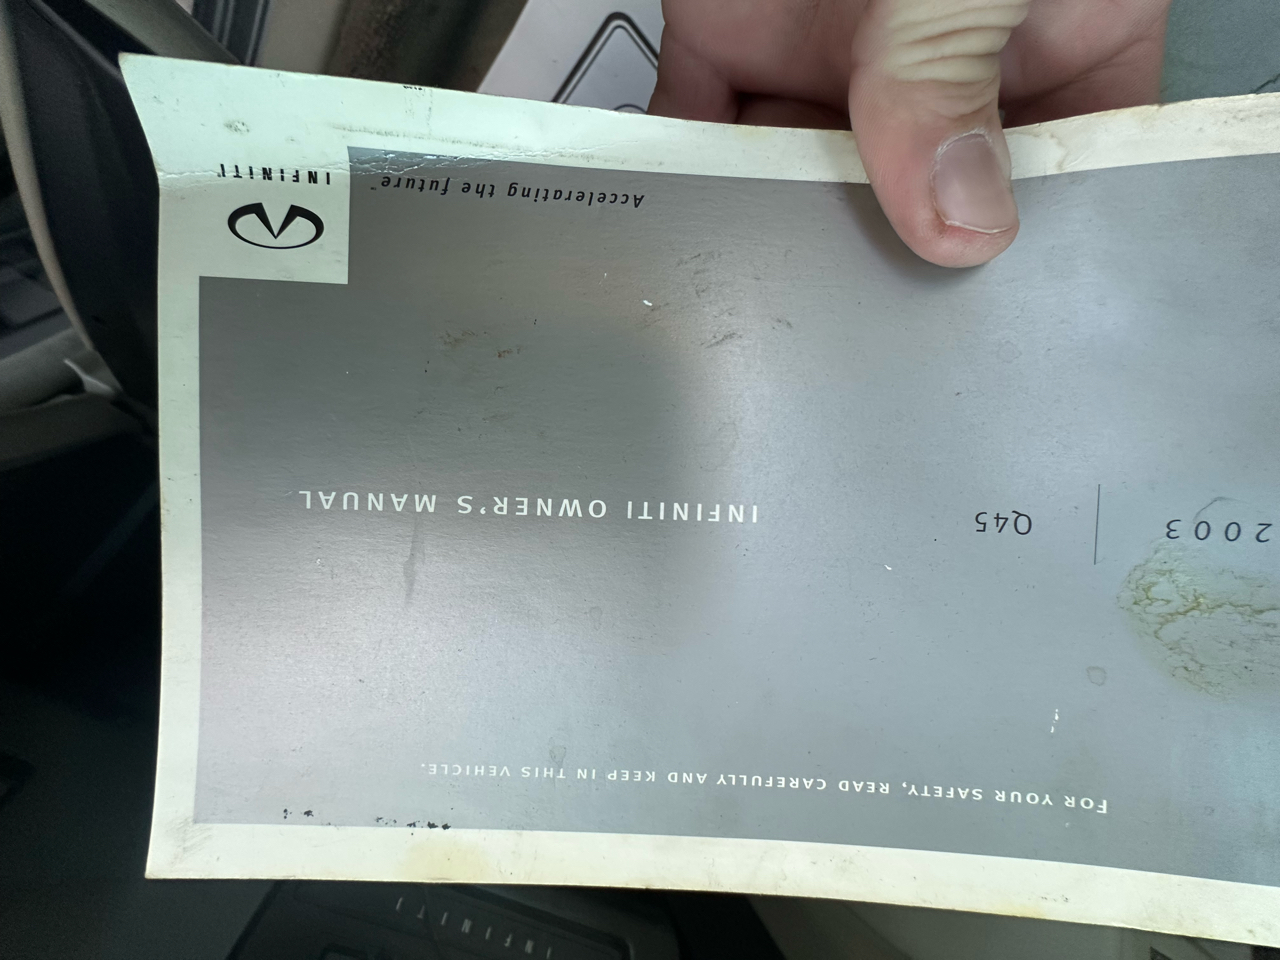 FOR YOUR SAFETY, READ CAREFULLY AND KEEP IN THIS VEHICLE.
2003 | Q45
INFINITI OWNER'S MANUAL
Accelerating the future™
INFINITI
INFINITI